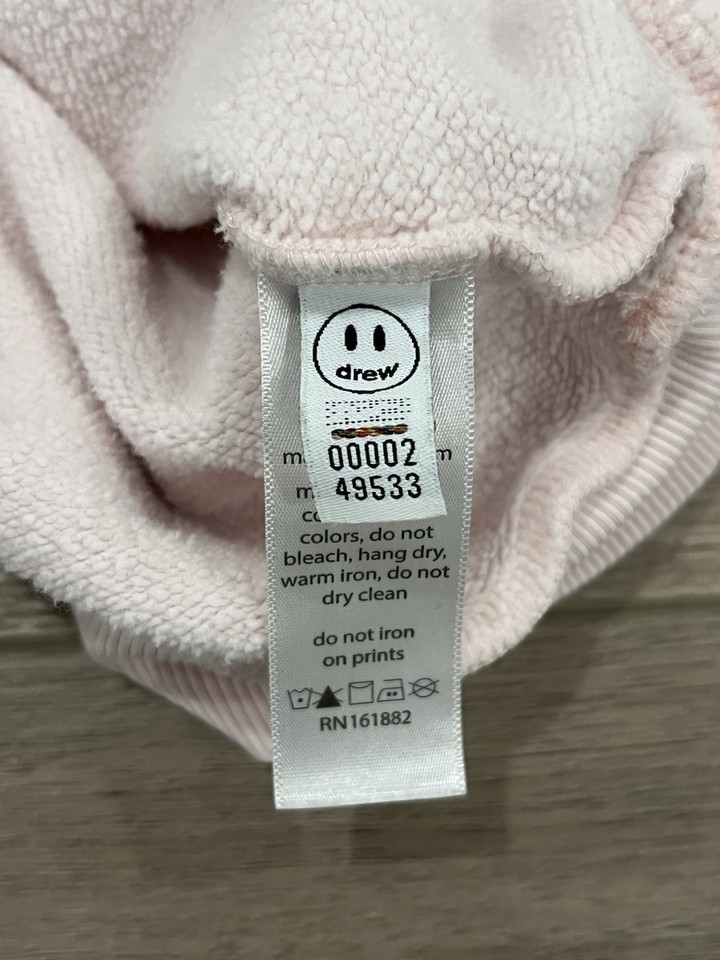 drew
00002
49533
colors, do not
bleach, hang dry,
warm iron, do not
dry clean
do not iron
on prints
RN161882